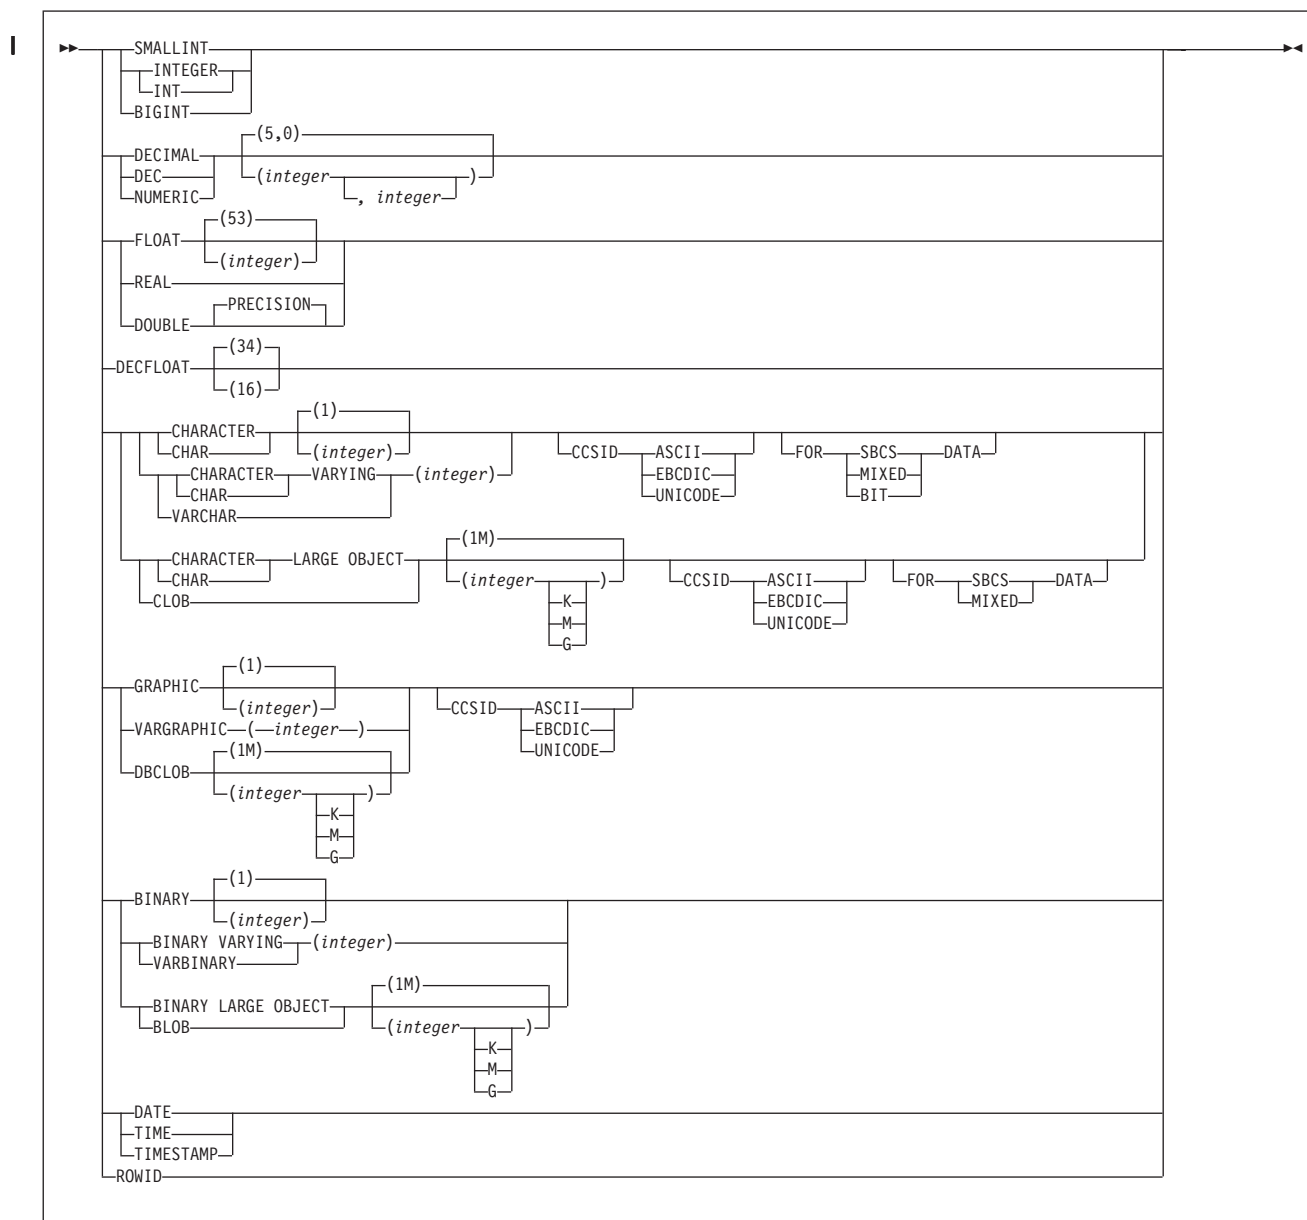 SMALLINT
INTEGER
INT
BIGINT
(5,0)
DECIMAL
DEC (integer )
NUMERIC , integer
(53)
FLOAT
(integer)
REAL
PRECISION
DOUBLE
(34)
DECFLOAT
(16)
(1)
CHARACTER
CHAR (integer) CCSID ASCII FOR SBCS DATA
CHARACTER VARYING (integer) EBCDIC MIXED
CHAR UNICODE BIT
VARCHAR
(1M)
CHARACTER LARGE OBJECT
CHAR (integer ) CCSID ASCII FOR SBCS DATA
CLOB K EBCDIC MIXED
M UNICODE
G
(1)
GRAPHIC
(integer) CCSID ASCII
VARGRAPHIC ( integer ) EBCDIC
(1M) UNICODE
DBCLOB
(integer )
K
M
G
(1)
BINARY
(integer)
BINARY VARYING (integer)
VARBINARY
(1M)
BINARY LARGE OBJECT
BLOB (integer )
K
M
G
DATE
TIME
TIMESTAMP
ROWID